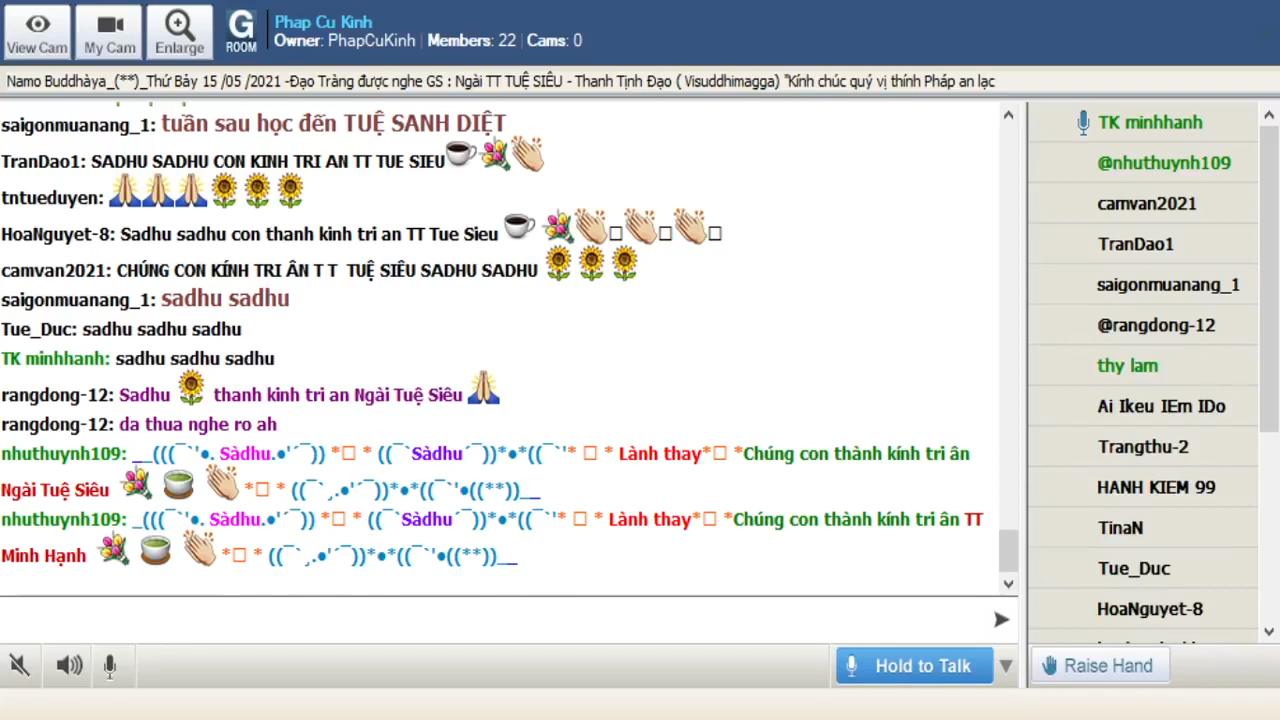 View Cam
My Cam
Enlarge
G
ROOM
Phap Cu Kinh
Owner: PhapCuKinh | Members: 22 | Cams: 0
Namo Buddhàya_(**)_Thứ Bảy 15 /05 /2021 -Đạo Tràng được nghe GS : Ngài TT TUỆ SIÊU - Thanh Tịnh Đạo ( Visuddhimagga) "Kính chúc quý vị thính Pháp an lạc
saigonmuanang_1: tuần sau học đến TUỆ SANH DIỆT
TranDao1: SADHU SADHU CON KINH TRI AN TT TUE SIEU
tntueduyen:
HoaNguyet-8: Sadhu sadhu con thanh kinh tri an TT Tue Sieu
camvan2021: CHÚNG CON KÍNH TRI ÂN T T TUỆ SIÊU SADHU SADHU
saigonmuanang_1: sadhu sadhu
Tue_Duc: sadhu sadhu sadhu
TK minhhanh: sadhu sadhu sadhu
rangdong-12: Sadhu thanh kinh tri an Ngài Tuệ Siêu
rangdong-12: da thua nghe ro ah
nhuthuynh109: __(((¯`'●. Sàdhu.●'´¯)) *□ * ((¯`Sàdhu´¯))*●*((¯`'* □ * Lành thay*□ *Chúng con thành kính tri ân
Ngài Tuệ Siêu *□ * ((¯`¸.●'´¯))*●*((¯`'●((**))__
nhuthuynh109: _(((¯`'●. Sàdhu.●'´¯)) *□ * ((¯`Sàdhu´¯))*●*((¯`'* □ * Lành thay*□ *Chúng con thành kính tri ân TT
Minh Hạnh *□ * ((¯`¸.●'´¯))*●*((¯`'●((**))__
Hold to Talk
TK minhhanh
@nhuthuynh109
camvan2021
TranDao1
saigonmuanang_1
@rangdong-12
thy lam
Ai Ikeu IEm IDo
Trangthu-2
HANH KIEM 99
TinaN
Tue_Duc
HoaNguyet-8
Raise Hand